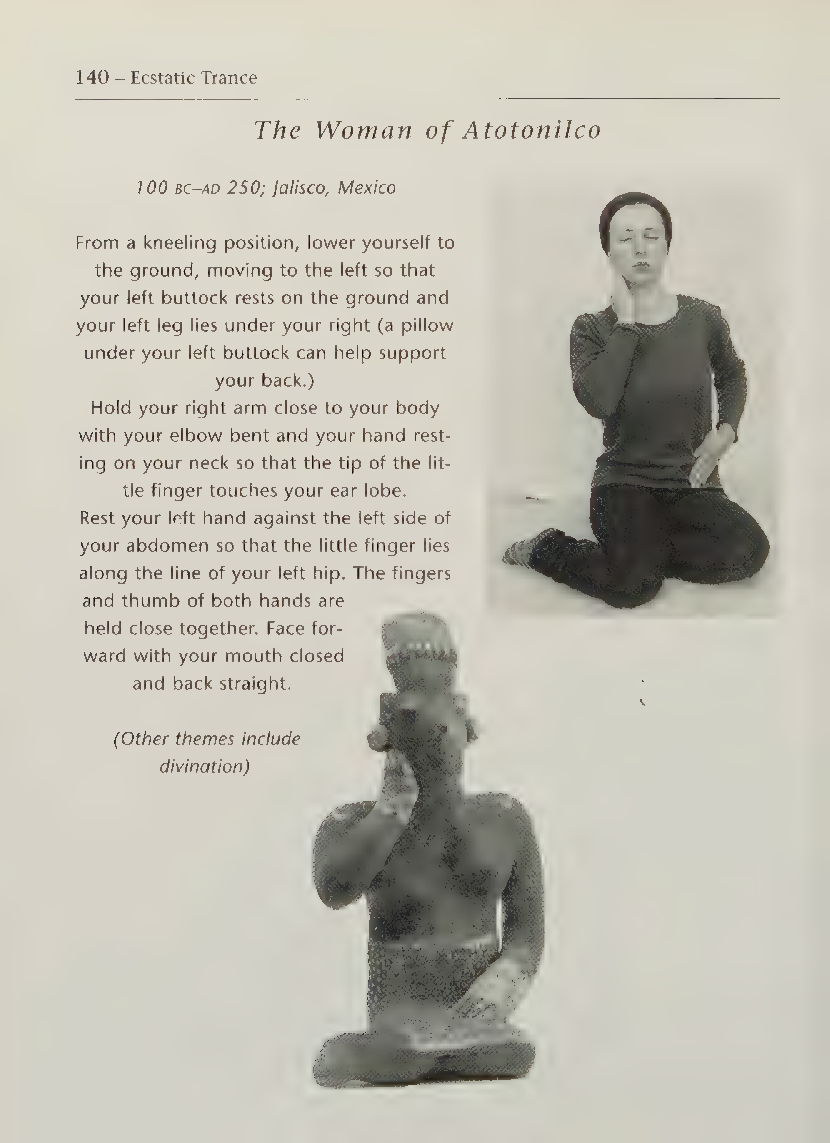 140 – Ecstatic Trance
The Woman of Atotonilco
100 BC–AD 250; Jalisco, Mexico
From a kneeling position, lower yourself to
the ground, moving to the left so that
your left buttock rests on the ground and
your left leg lies under your right (a pillow
under your left buttock can help support
your back.)
Hold your right arm close to your body
with your elbow bent and your hand rest-
ing on your neck so that the tip of the lit-
tle finger touches your ear lobe.
Rest your left hand against the left side of
your abdomen so that the little finger lies
along the line of your left hip. The fingers
and thumb of both hands are
held close together. Face for-
ward with your mouth closed
and back straight.
(Other themes include
divination)